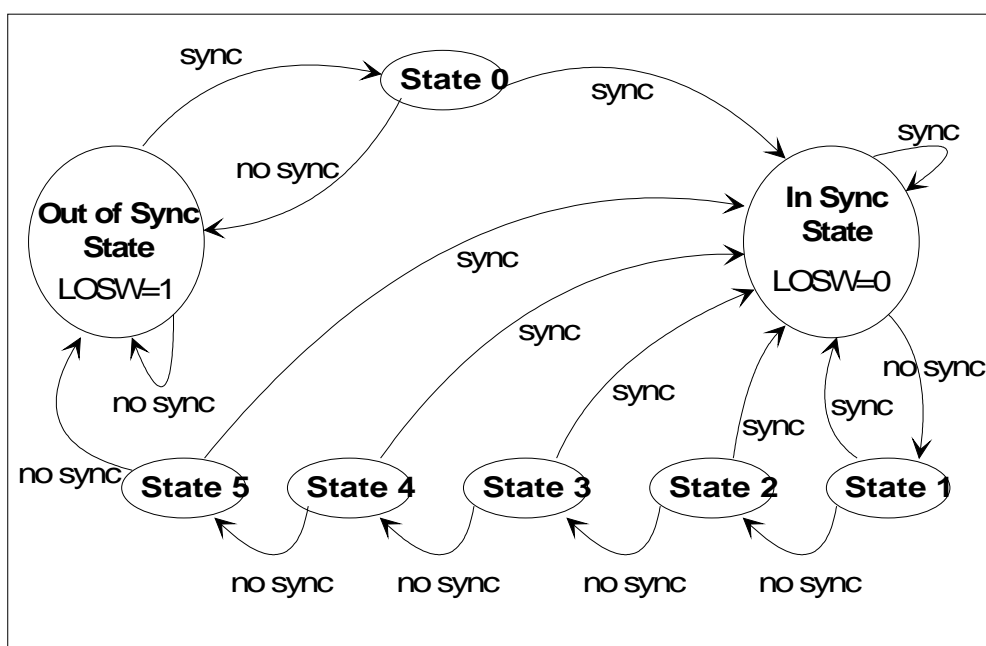 sync
State 0
sync
sync
no sync
Out of Sync
State
LOSW=1
In Sync
State
LOSW=0
sync
sync
no sync
sync
sync
sync
no sync
no sync
State 5
State 4
State 3
State 2
State 1
no sync
no sync
no sync
no sync